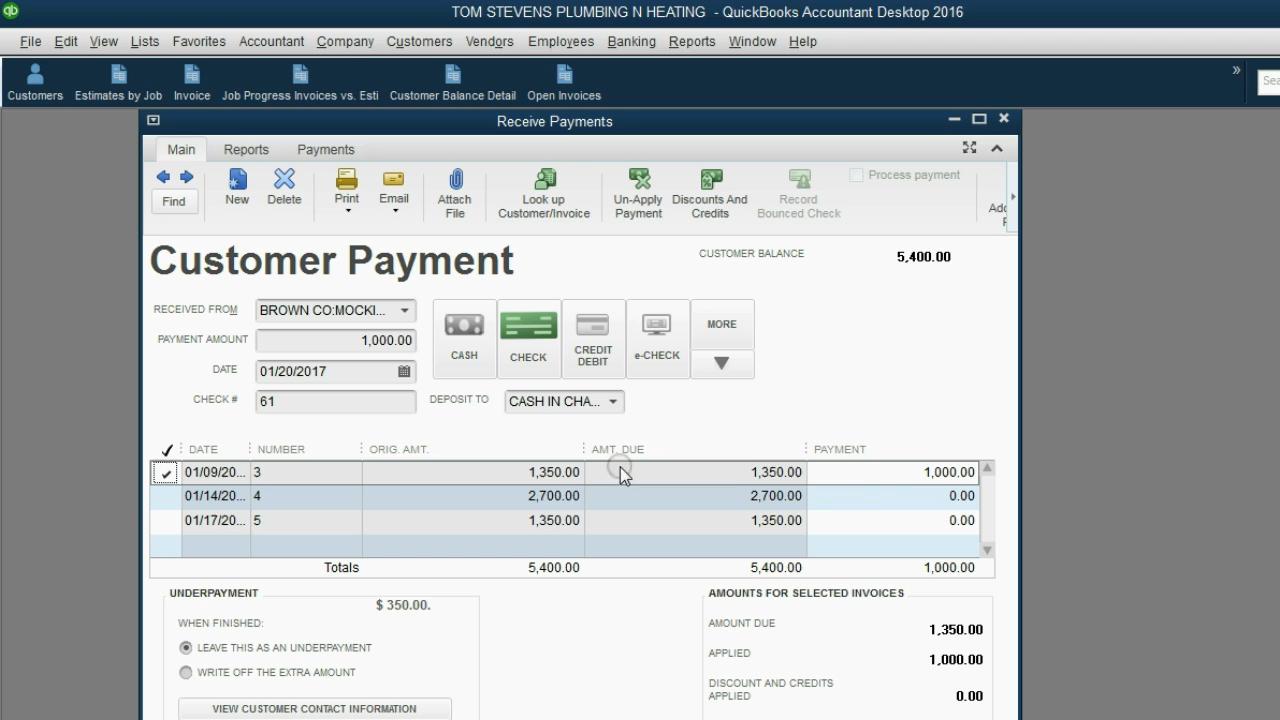 TOM STEVENS PLUMBING N HEATING - QuickBooks Accountant Desktop 2016
File Edit View Lists Favorites Accountant Company Customers Vendors Employees Banking Reports Window Help
Customers Estimates by Job Invoice Job Progress Invoices vs. Esti Customer Balance Detail Open Invoices » Sea
Receive Payments
Main Reports Payments
Find New Delete Print Email Attach File Look up Customer/Invoice Un-Apply Payment Discounts And Credits Record Bounced Check Process payment
Customer Payment
CUSTOMER BALANCE 5,400.00
RECEIVED FROM BROWN CO:MOCKI...
PAYMENT AMOUNT 1,000.00
DATE 01/20/2017
CHECK # 61
CASH CHECK CREDIT DEBIT e-CHECK MORE
DEPOSIT TO CASH IN CHA...
DATE NUMBER ORIG. AMT. AMT. DUE PAYMENT
01/09/20... 3 1,350.00 1,350.00 1,000.00
01/14/20... 4 2,700.00 2,700.00 0.00
01/17/20... 5 1,350.00 1,350.00 0.00
Totals 5,400.00 5,400.00 1,000.00
UNDERPAYMENT
$ 350.00.
WHEN FINISHED:
LEAVE THIS AS AN UNDERPAYMENT
WRITE OFF THE EXTRA AMOUNT
VIEW CUSTOMER CONTACT INFORMATION
AMOUNTS FOR SELECTED INVOICES
AMOUNT DUE 1,350.00
APPLIED 1,000.00
DISCOUNT AND CREDITS APPLIED 0.00